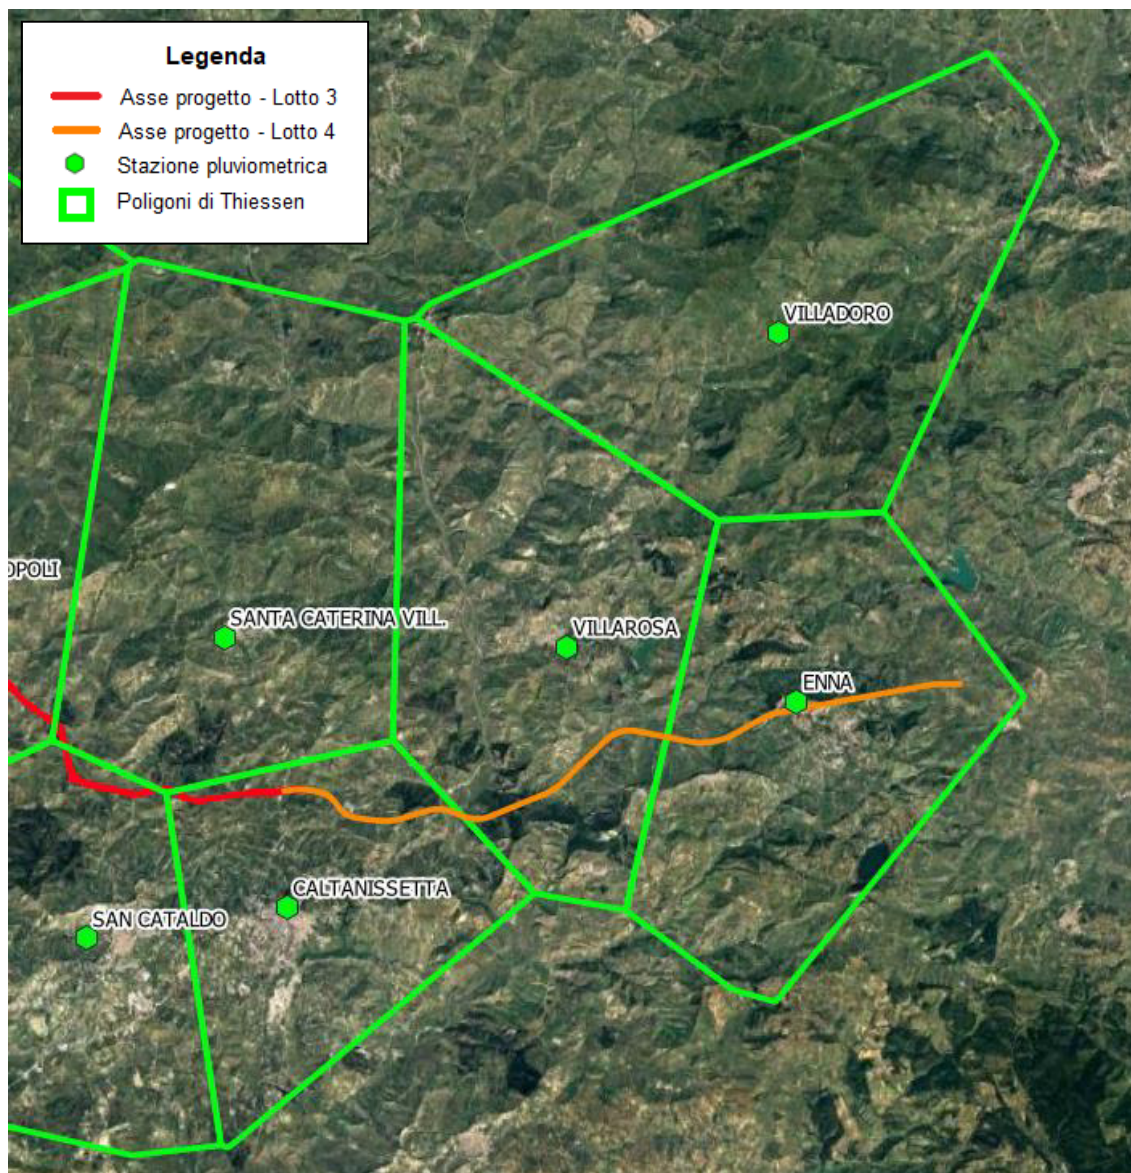 Legenda
Asse progetto - Lotto 3
Asse progetto - Lotto 4
Stazione pluviometrica
Poligoni di Thiessen
VILLADORO
OPOLI
SANTA CATERINA VILL.
VILLAROSA
ENNA
CALTANISSETTA
SAN CATALDO